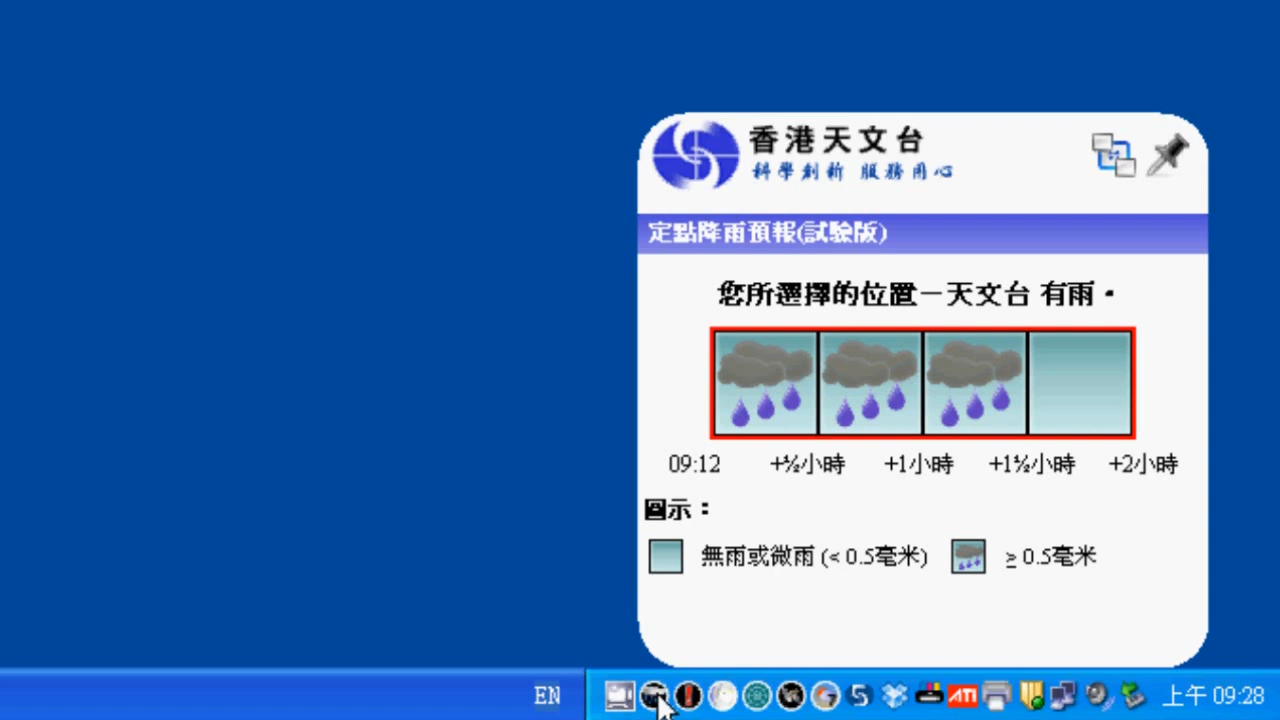 香港天文台
科學創新 服務用心
定點降雨預報(試驗版)
您所選擇的位置－天文台 有雨。
09:12 +½小時 +1小時 +1½小時 +2小時
圖示：
無雨或微雨 (< 0.5毫米) ≥ 0.5毫米
EN ATI 上午 09:28